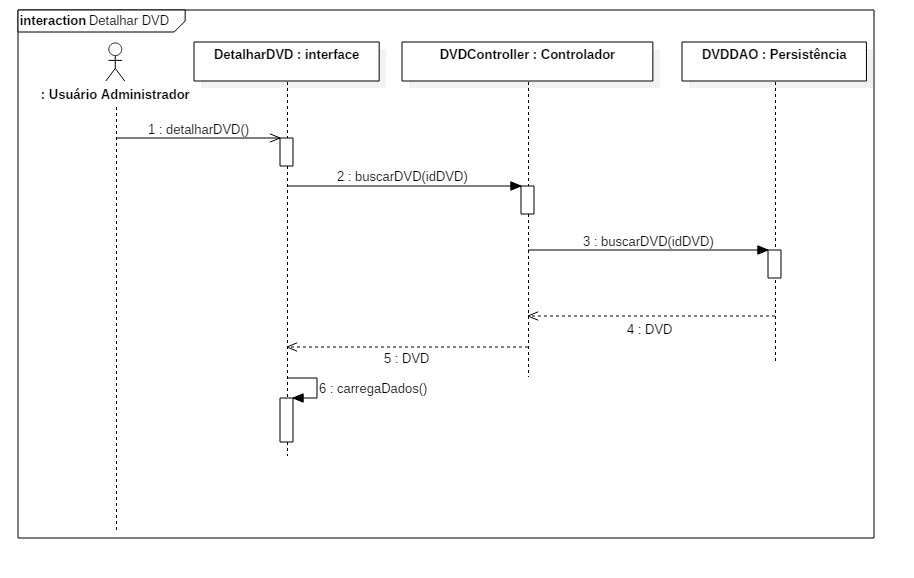 interaction Detalhar DVD
DetalharDVD : interface
DVDController : Controlador
DVDDAO : Persistência
: Usuário Administrador
1 : detalharDVD()
2 : buscarDVD(idDVD)
3 : buscarDVD(idDVD)
4 : DVD
5 : DVD
6 : carregaDados()